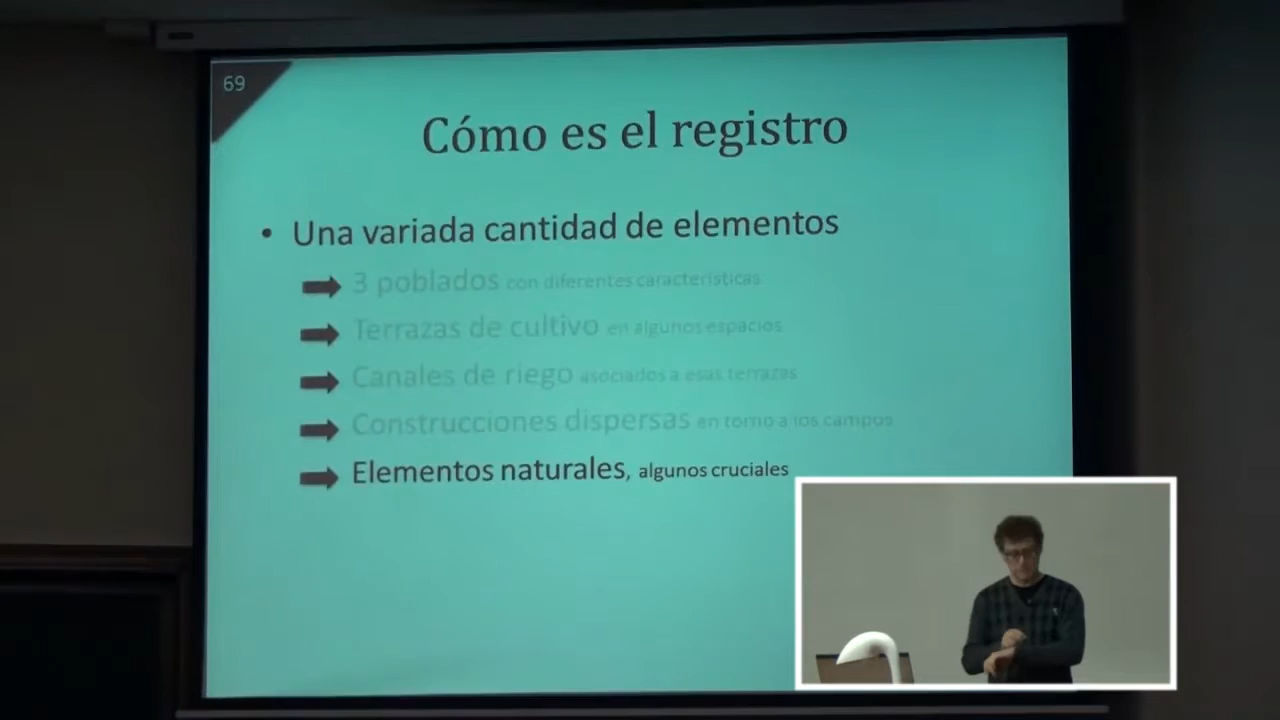 69
Cómo es el registro
• Una variada cantidad de elementos
3 poblados con diferentes características
Terrazas de cultivo en algunos espacios
Canales de riego asociados a esas terrazas
Construcciones dispersas en torno a los campos
Elementos naturales, algunos cruciales